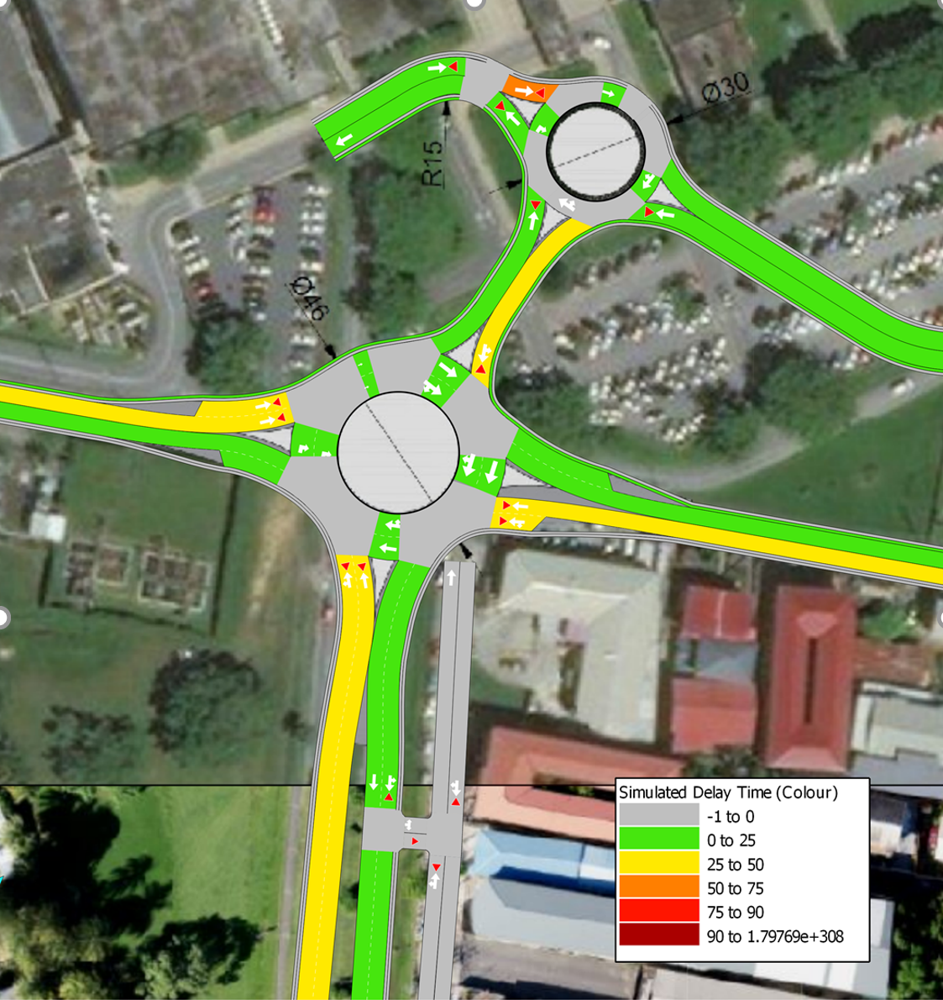 Ø30
R15
Ø46
Simulated Delay Time (Colour)
-1 to 0
0 to 25
25 to 50
50 to 75
75 to 90
90 to 1.79769e+308